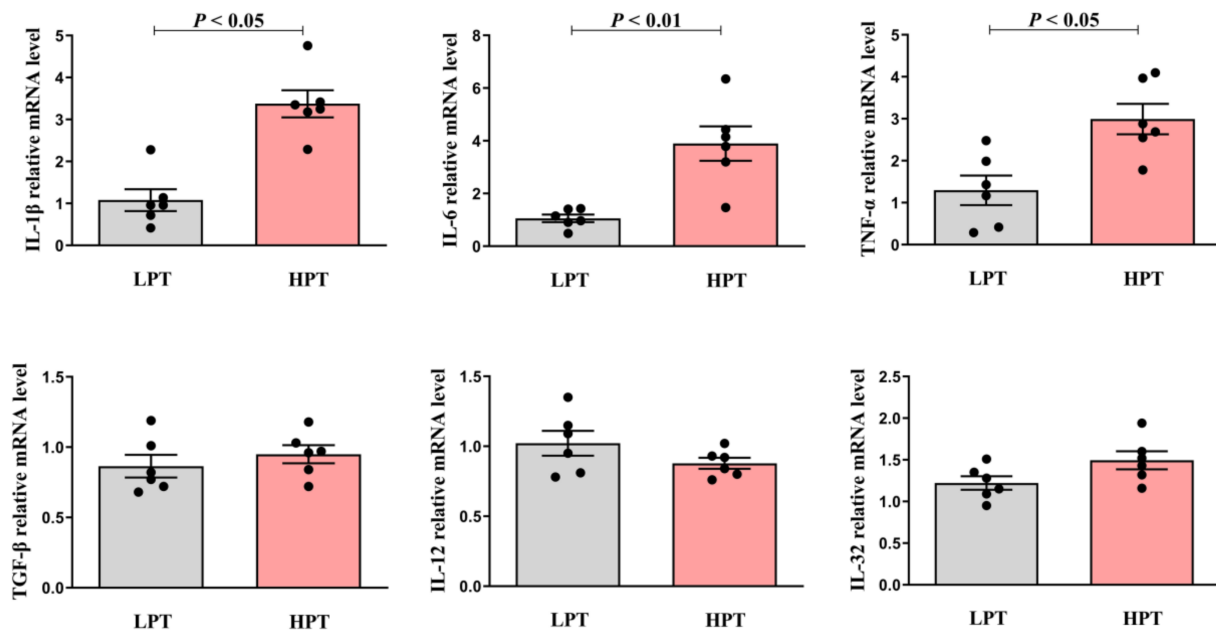 P < 0.05
IL-1β relative mRNA level
5
4
3
2
1
0
LPT
HPT
P < 0.01
IL-6 relative mRNA level
8
6
4
2
0
LPT
HPT
P < 0.05
TNF-α relative mRNA level
5
4
3
2
1
0
LPT
HPT
TGF-β relative mRNA level
1.5
1.0
0.5
0.0
LPT
HPT
IL-12 relative mRNA level
1.5
1.0
0.5
0.0
LPT
HPT
IL-32 relative mRNA level
2.5
2.0
1.5
1.0
0.5
0.0
LPT
HPT